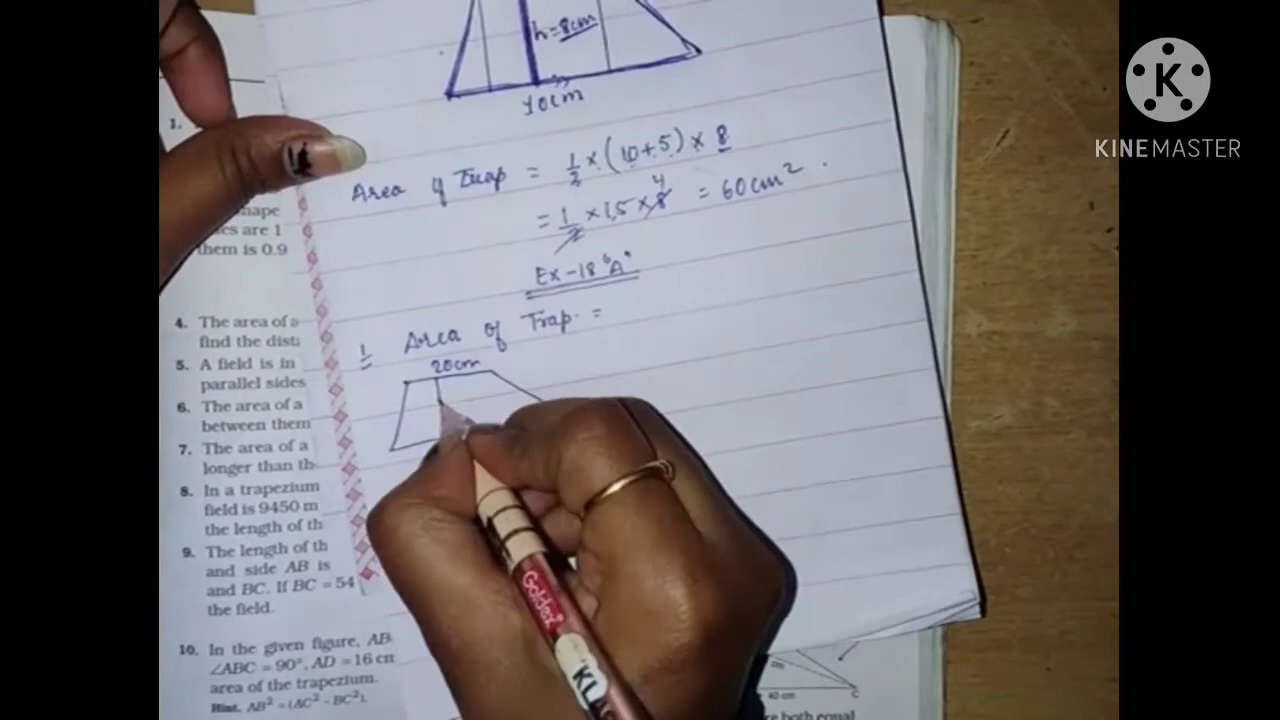 h=8cm
10cm
Area of Trap = 1/2 × (10+5) × 8
= 1/2 × 15 × 8 4 = 60cm²
Ex-18 "A"
1 Area of Trap. =
20cm
1.
shape
are 1
them is 0.9
4. The area of a
find the dist
5. A field is in
parallel sides
6. The area of a
between them
7. The area of a
longer than th
8. In a trapezium
field is 9450 m
the length of th
9. The length of th
and side AB is
and BC. If BC = 54
the field.
10. In the given figure, AB
∠ABC = 90°, AD = 16 cm
area of the trapezium.
Hint. AB² = (AC² – BC²).
Goldex
cm
40 cm C
re both equal
K
KINEMASTER